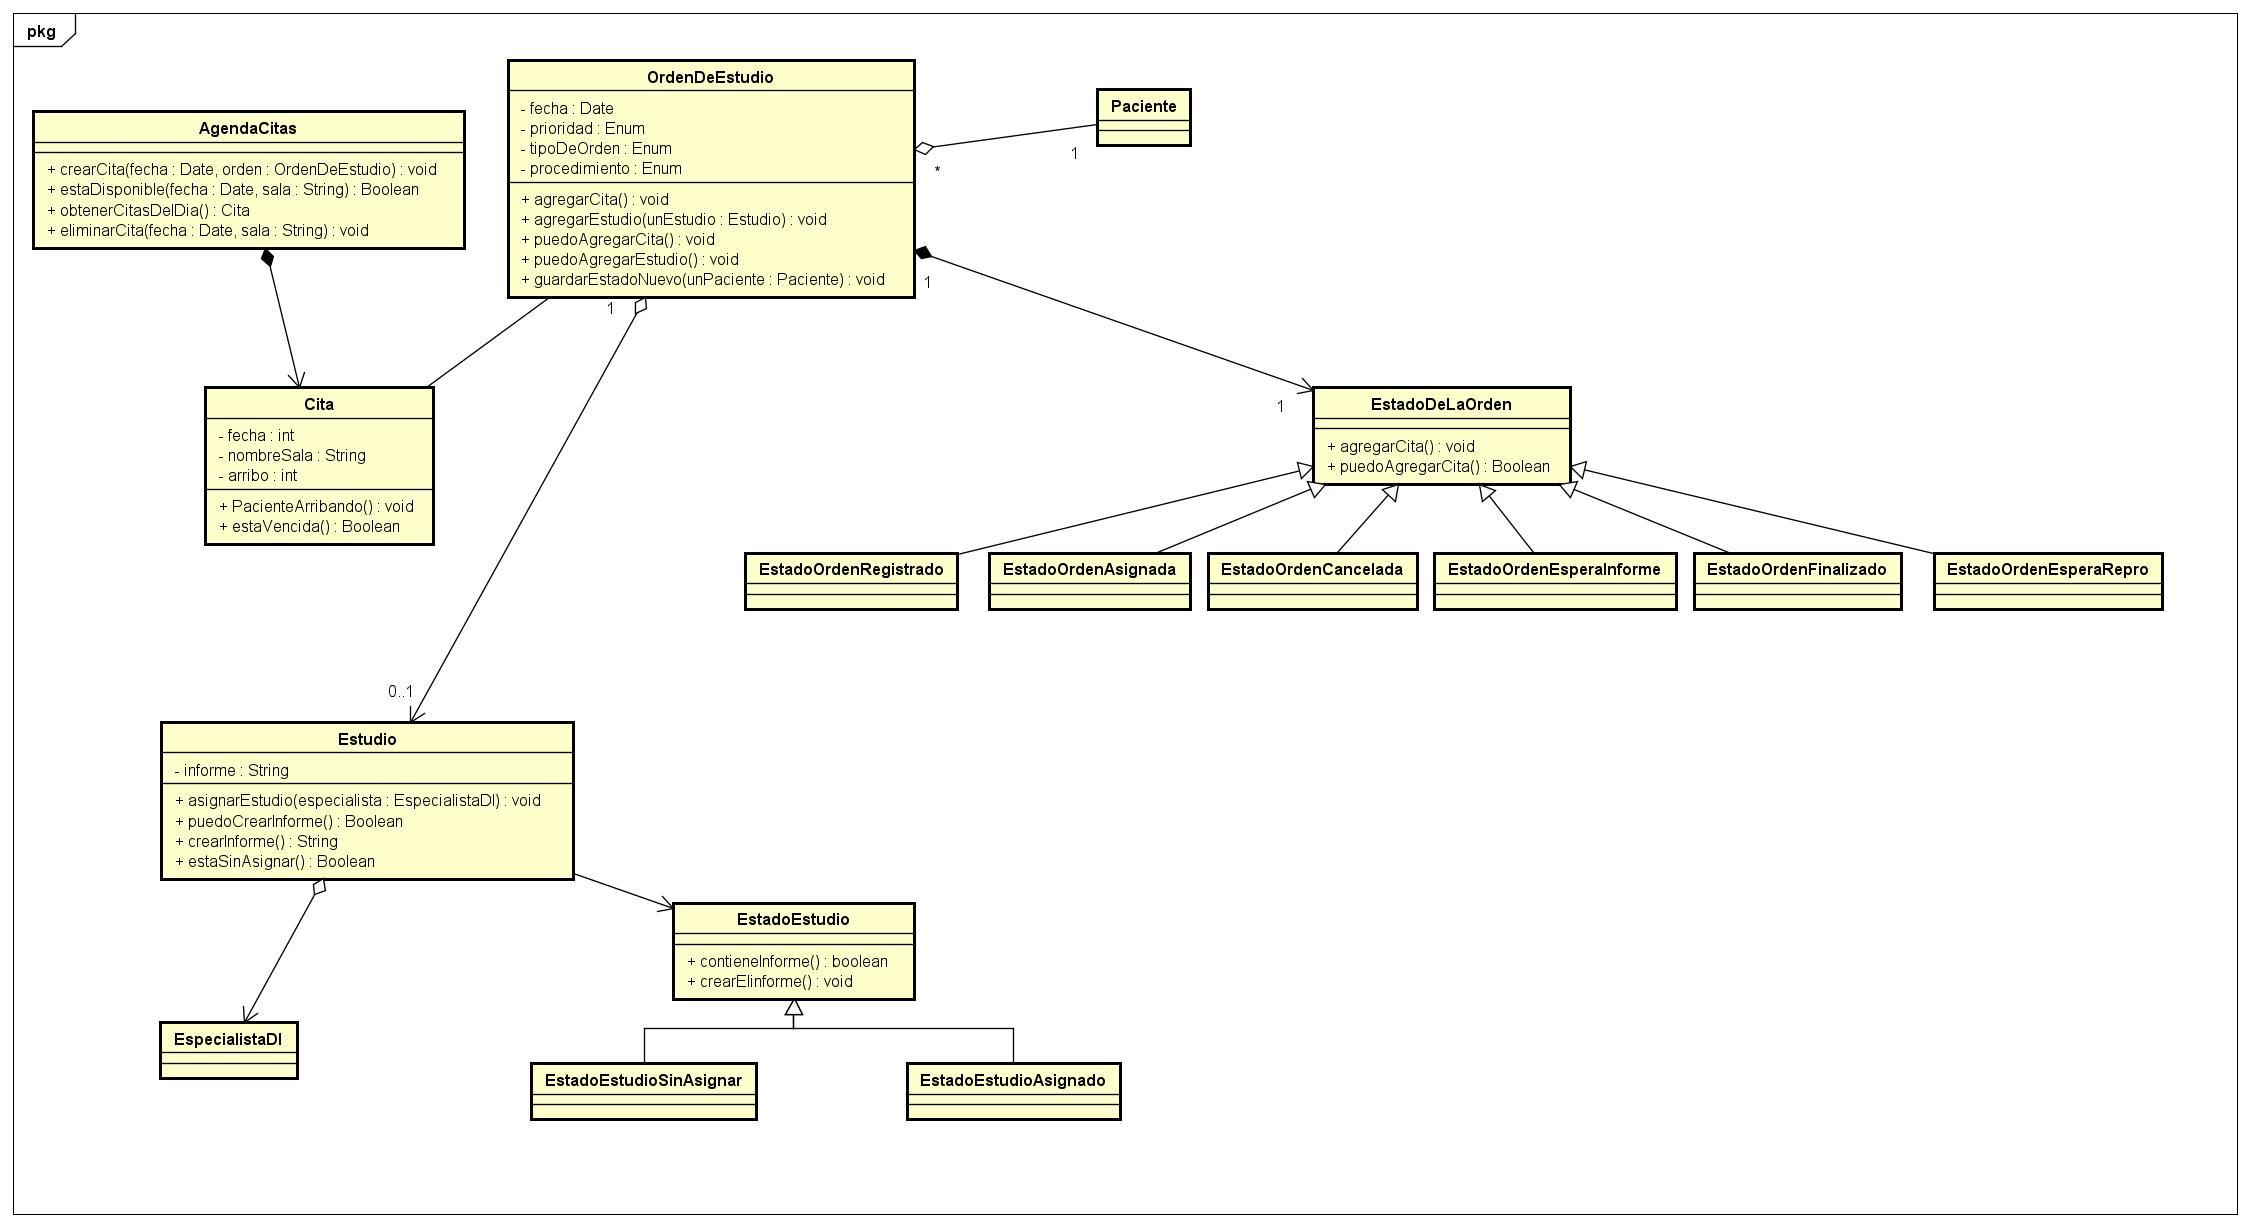 pkg
AgendaCitas
+ crearCita(fecha : Date, orden : OrdenDeEstudio) : void
+ estaDisponible(fecha : Date, sala : String) : Boolean
+ obtenerCitasDelDia() : Cita
+ eliminarCita(fecha : Date, sala : String) : void
OrdenDeEstudio
- fecha : Date
- prioridad : Enum
- tipoDeOrden : Enum
- procedimiento : Enum
+ agregarCita() : void
+ agregarEstudio(unEstudio : Estudio) : void
+ puedoAgregarCita() : void
+ puedoAgregarEstudio() : void
+ guardarEstadoNuevo(unPaciente : Paciente) : void
Paciente
1
*
1
1
1
Cita
- fecha : int
- nombreSala : String
- arribo : int
+ PacienteArribando() : void
+ estaVencida() : Boolean
EstadoDeLaOrden
+ agregarCita() : void
+ puedoAgregarCita() : Boolean
EstadoOrdenRegistrado
EstadoOrdenAsignada
EstadoOrdenCancelada
EstadoOrdenEsperaInforme
EstadoOrdenFinalizado
EstadoOrdenEsperaRepro
0..1
Estudio
- informe : String
+ asignarEstudio(especialista : EspecialistaDI) : void
+ puedoCrearInforme() : Boolean
+ crearInforme() : String
+ estaSinAsignar() : Boolean
EstadoEstudio
+ contieneInforme() : boolean
+ crearElinforme() : void
EspecialistaDI
EstadoEstudioSinAsignar
EstadoEstudioAsignado